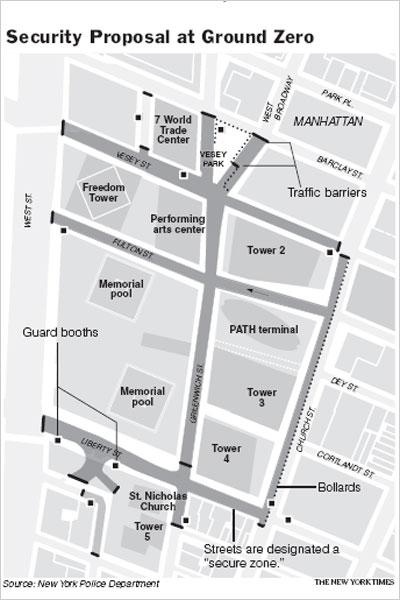 Security Proposal at Ground Zero
PARK PL.
WEST
BROADWAY
MANHATTAN
7 World
Trade
Center
VESEY
PARK
BARCLAY ST.
VESEY ST.
Traffic barriers
Freedom
Tower
WEST ST.
Performing
arts center
FULTON ST.
Tower 2
Memorial
pool
PATH terminal
Guard booths
Memorial
pool
GREENWICH ST.
Tower
3
DEY ST.
CHURCH ST.
LIBERTY ST.
Tower
4
CORTLANDT ST.
St. Nicholas
Church
Bollards
Tower
5
Streets are designated a
"secure zone."
Source: New York Police Department
THE NEW YORK TIMES